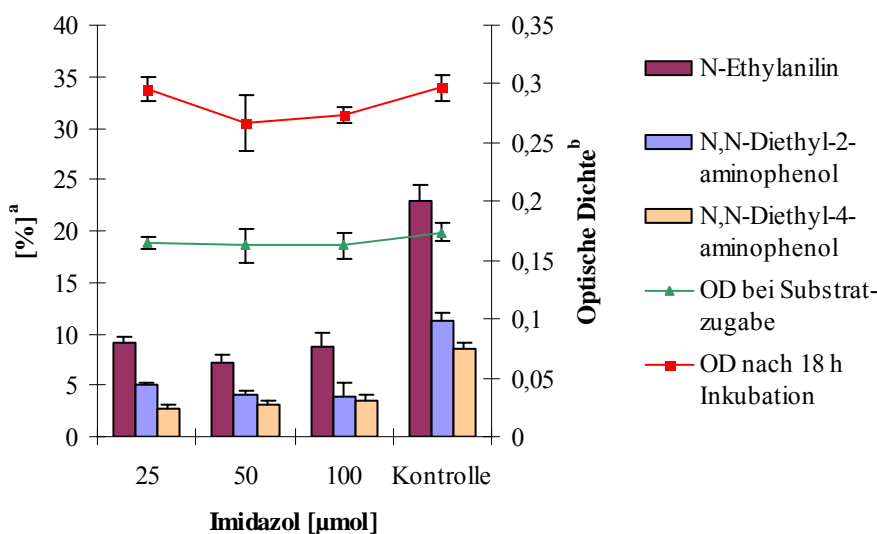 40
35
30
25
20
15
10
5
0
[%]a
0,35
0,3
0,25
0,2
0,15
0,1
0,05
0
Optische Dichteb
25 50 100 Kontrolle
Imidazol [µmol]
N-Ethylanilin
N,N-Diethyl-2-
aminophenol
N,N-Diethyl-4-
aminophenol
OD bei Substrat-
zugabe
OD nach 18 h
Inkubation